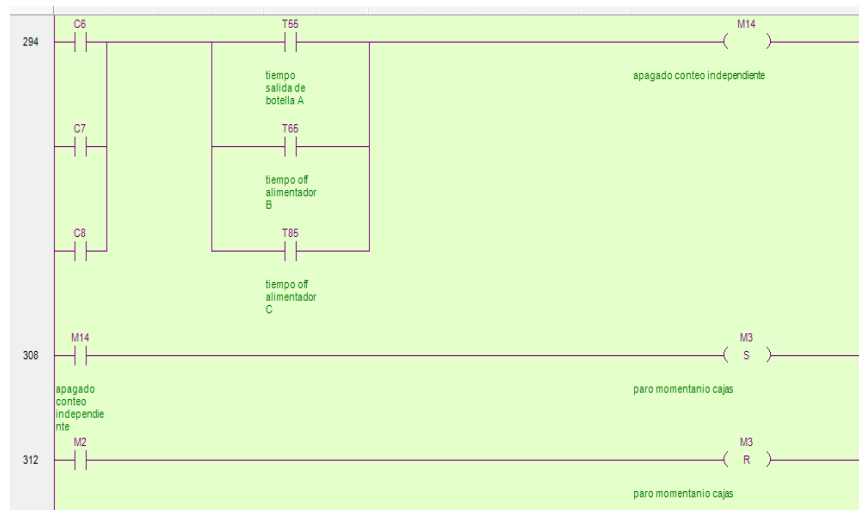 C6
T55
M14
294
tiempo
salida de
botella A
apagado conteo independiente
C7
T65
tiempo off
alimentador
B
C8
T85
tiempo off
alimentador
C
M14
M3
308
S
apagado
conteo
independie
nte
paro momentanio cajas
M2
M3
312
R
paro momentanio cajas